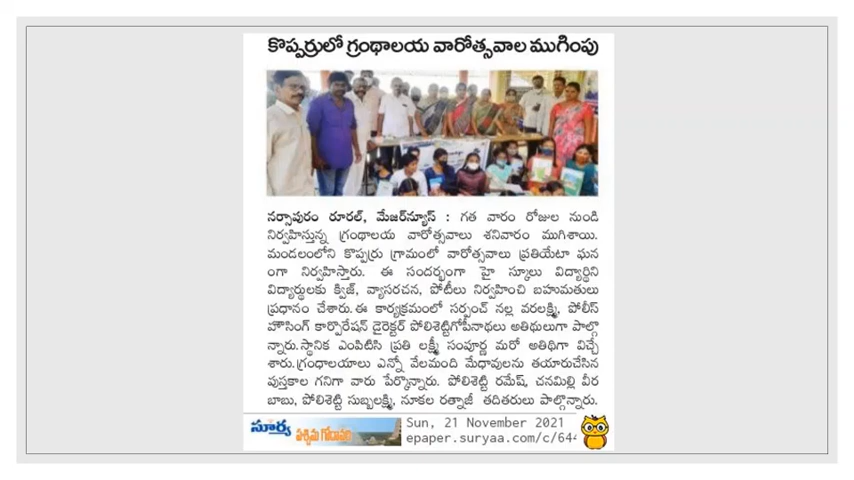 కొప్పర్రులో గ్రంథాలయ వారోత్సవాల ముగింపు
నర్సాపురం రూరల్, మేజర్‌న్యూస్ : గత వారం రోజుల నుండి
నిర్వహిస్తున్న గ్రంథాలయ వారోత్సవాలు శనివారం ముగిశాయి.
మండలంలోని కొప్పర్రు గ్రామంలో వారోత్సవాలు ప్రతియేటా ఘన
ంగా నిర్వహిస్తారు. ఈ సందర్భంగా హై స్కూలు విద్యార్థిని
విద్యార్థులకు క్విజ్, వ్యాసరచన, పోటీలు నిర్వహించి బహుమతులు
ప్రధానం చేశారు.ఈ కార్యక్రమంలో సర్పంచ్ నల్ల వరలక్ష్మి, పోలీస్
హౌసింగ్ కార్పొరేషన్ డైరెక్టర్ పోలిశెట్టిగోపీనాథలు అతిథులుగా పాల్గొ
న్నారు.స్థానిక ఎంపిటిసి ప్రతి లక్ష్మీ సంపూర్ణ మరో అతిథిగా విచ్చే
శారు.గ్రంధాలయాలు ఎన్నో వేలమంది మేధావులను తయారుచేసిన
పుస్తకాల గనిగా వారు పేర్కొన్నారు. పోలిశెట్టి రమేష్, చనమిల్లి వీర
బాబు, పోలిశెట్టి సుబ్బలక్ష్మి, నూకల రత్నాజీ తదితరులు పాల్గొన్నారు.
సూర్య పశ్చిమ గోదావరి
Sun, 21 November 2021
epaper.suryaa.com/c/644